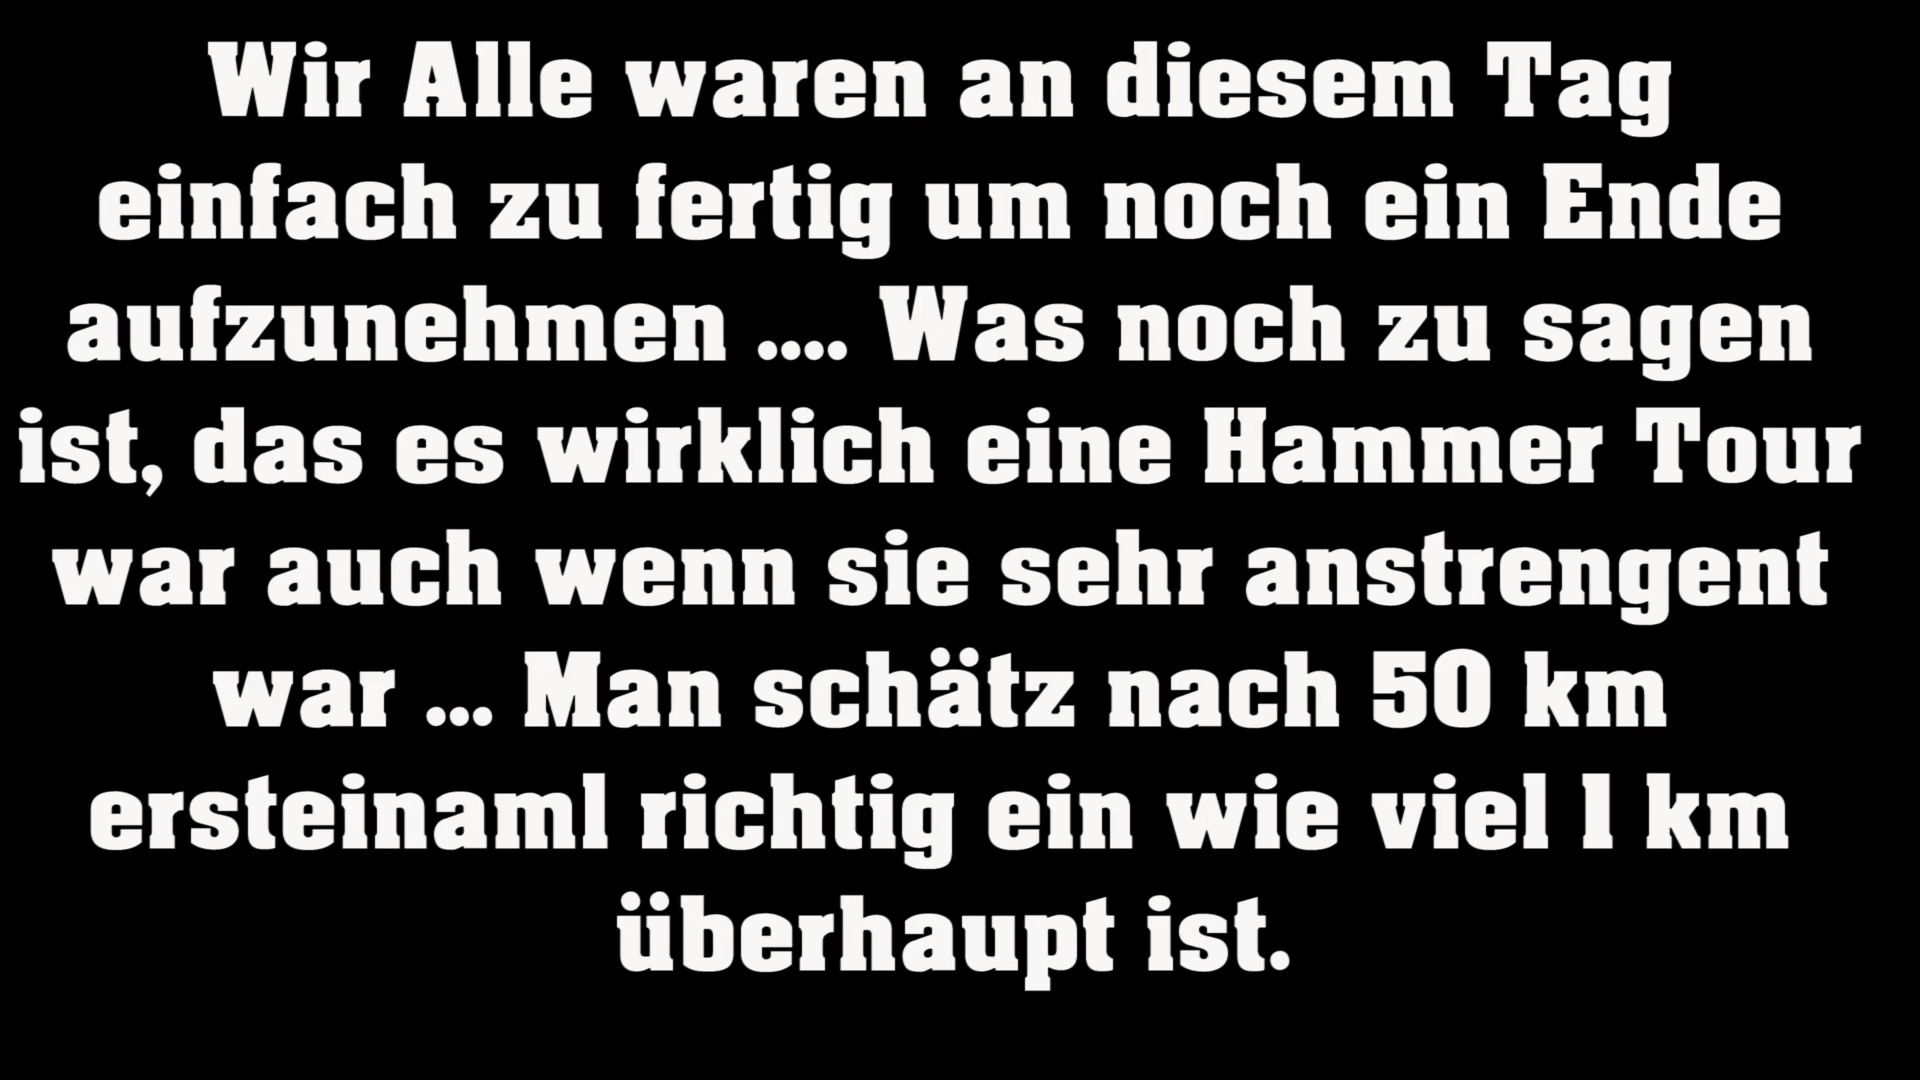 Wir Alle waren an diesem Tag
einfach zu fertig um noch ein Ende
aufzunehmen .... Was noch zu sagen
ist, das es wirklich eine Hammer Tour
war auch wenn sie sehr anstrengent
war ... Man schätz nach 50 km
ersteinaml richtig ein wie viel 1 km
überhaupt ist.